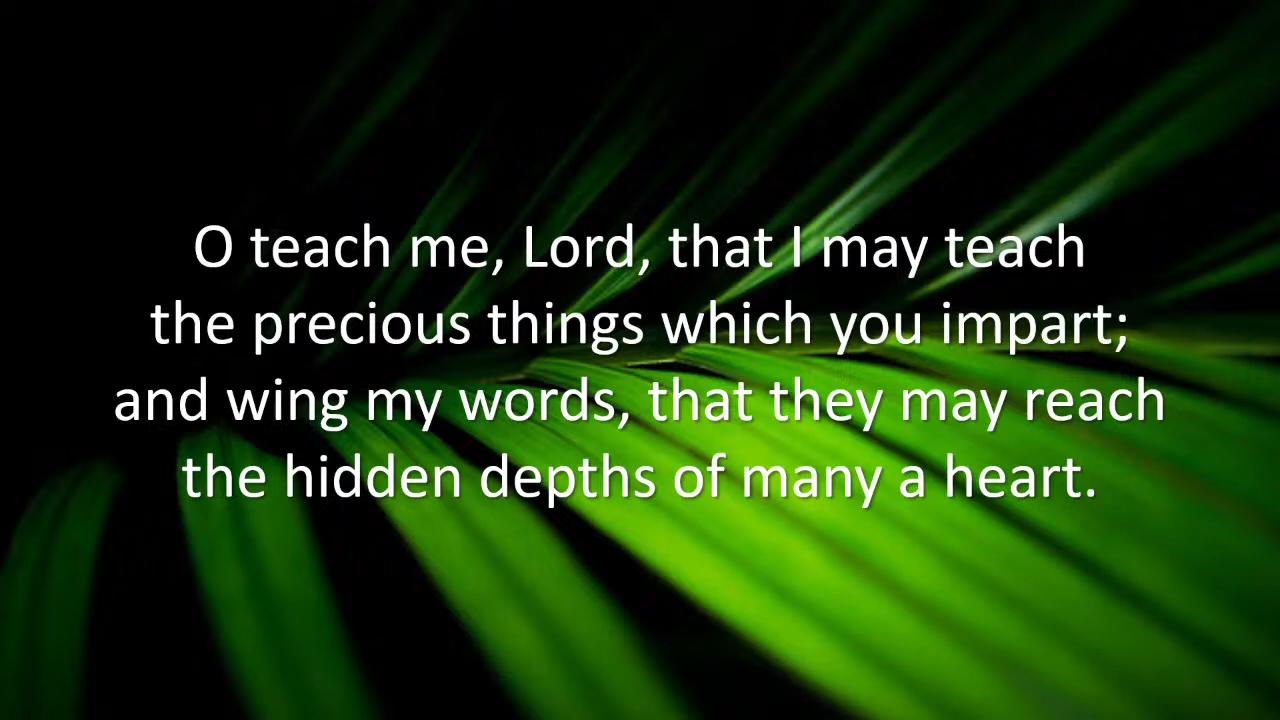 O teach me, Lord, that I may teach
the precious things which you impart;
and wing my words, that they may reach
the hidden depths of many a heart.